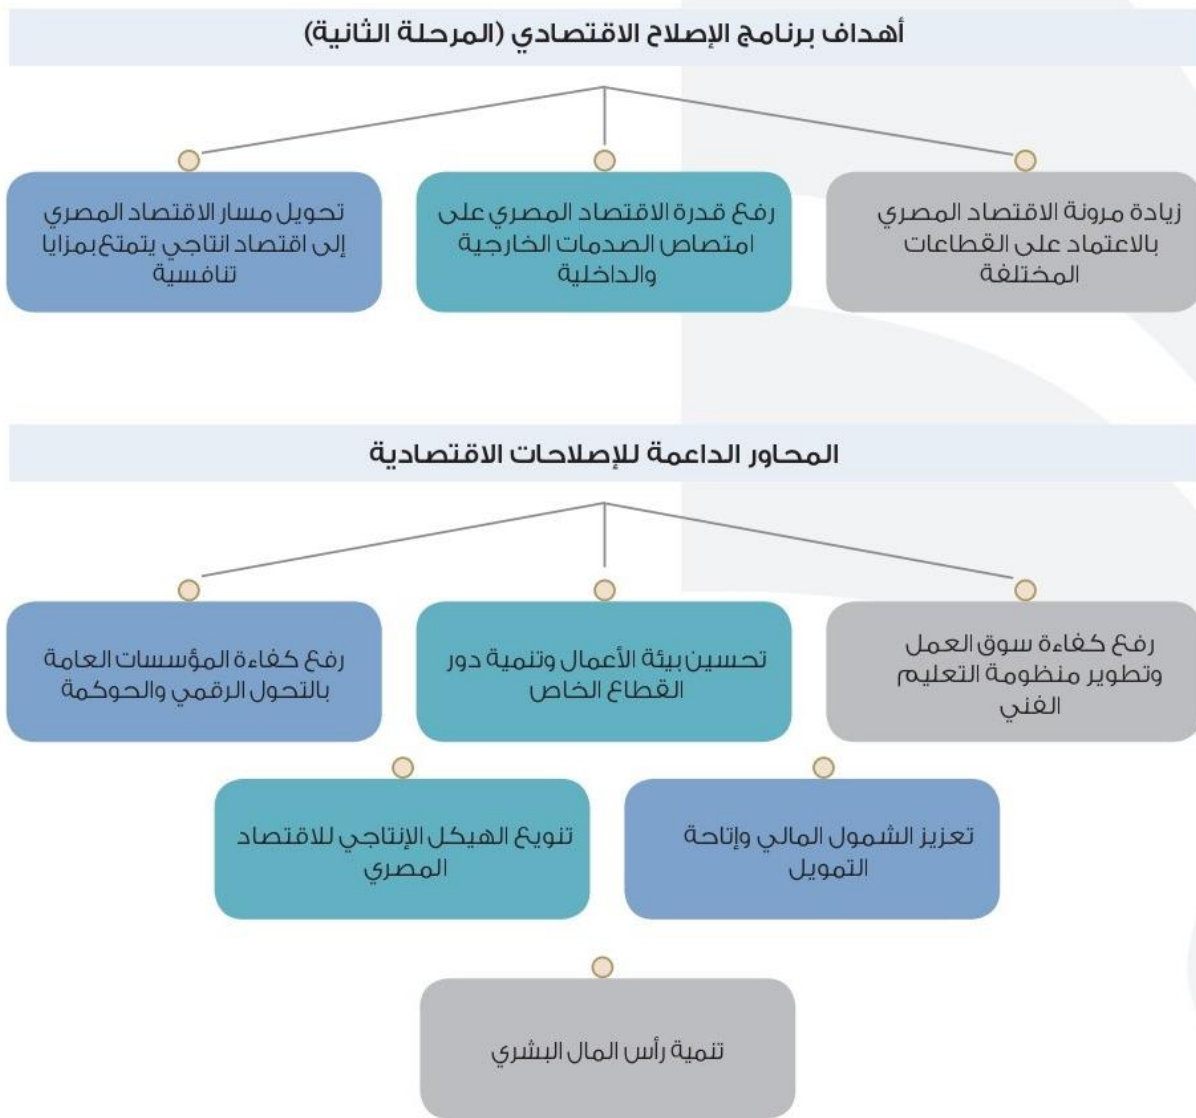 أهداف برنامج الإصلاح الاقتصادي (المرحلة الثانية)
زيادة مرونة الاقتصاد المصري
بالاعتماد على القطاعات
المختلفة
رفع قدرة الاقتصاد المصري على
امتصاص الصدمات الخارجية
والداخلية
تحويل مسار الاقتصاد المصري
إلى اقتصاد انتاجي يتمتع بمزايا
تنافسية
المحاور الداعمة للإصلاحات الاقتصادية
رفع كفاءة سوق العمل
وتطوير منظومة التعليم
الفني
تحسين بيئة الأعمال وتنمية دور
القطاع الخاص
رفع كفاءة المؤسسات العامة
بالتحول الرقمي والحوكمة
تعزيز الشمول المالي وإتاحة
التمويل
تنويع الهيكل الإنتاجي للاقتصاد
المصري
تنمية رأس المال البشري